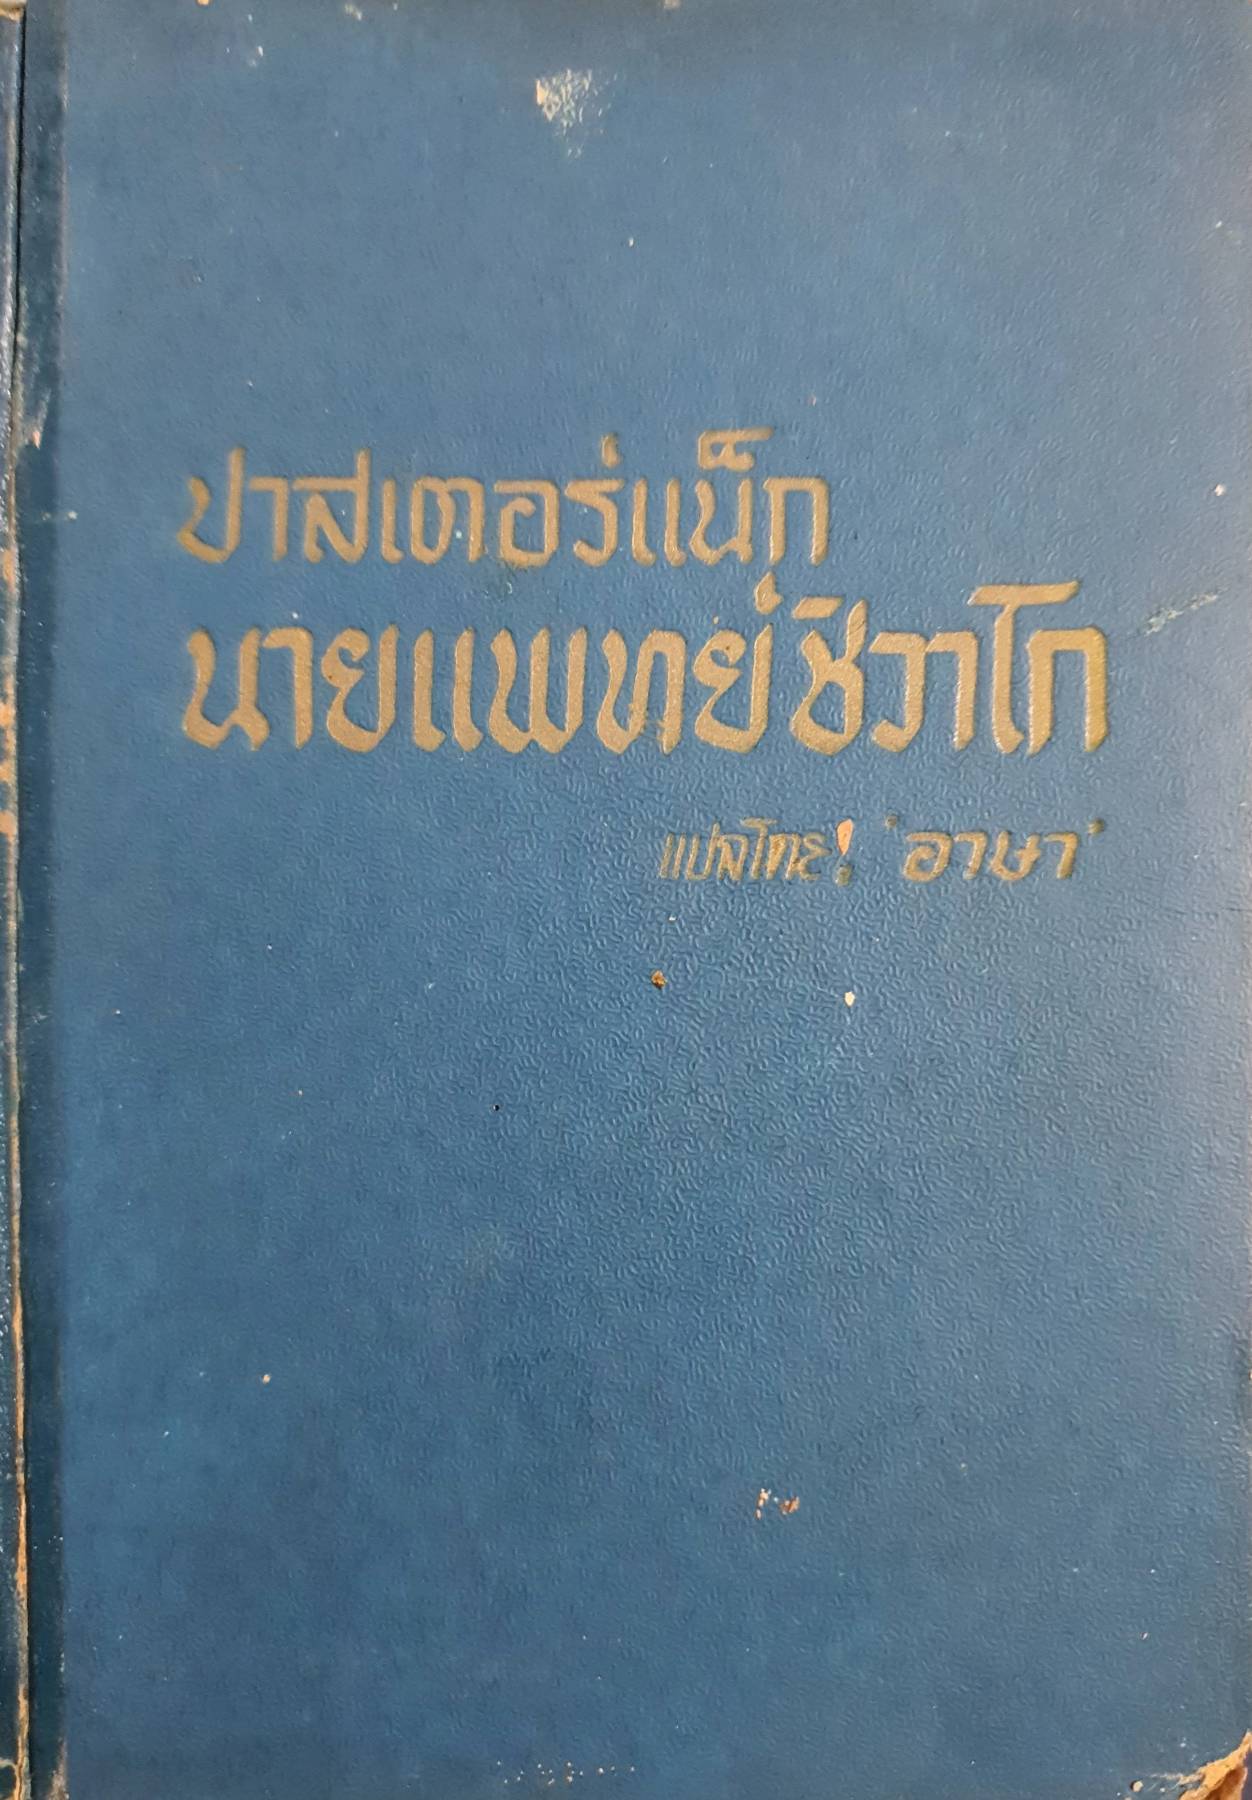 ปาสเตอร์แน็ก
นายแพทย์ชิวาโก
แปลโดย! "อาษา"